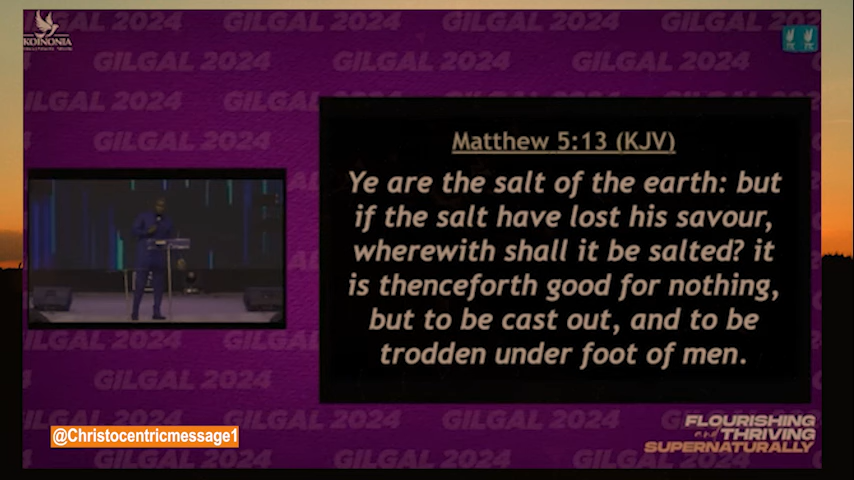 KOINONIA
GILGAL 2024
Matthew 5:13 (KJV)
Ye are the salt of the earth: but
if the salt have lost his savour,
wherewith shall it be salted? it
is thenceforth good for nothing,
but to be cast out, and to be
trodden under foot of men.
@Christocentricmessage1
FLOURISHING
and THRIVING
SUPERNATURALLY